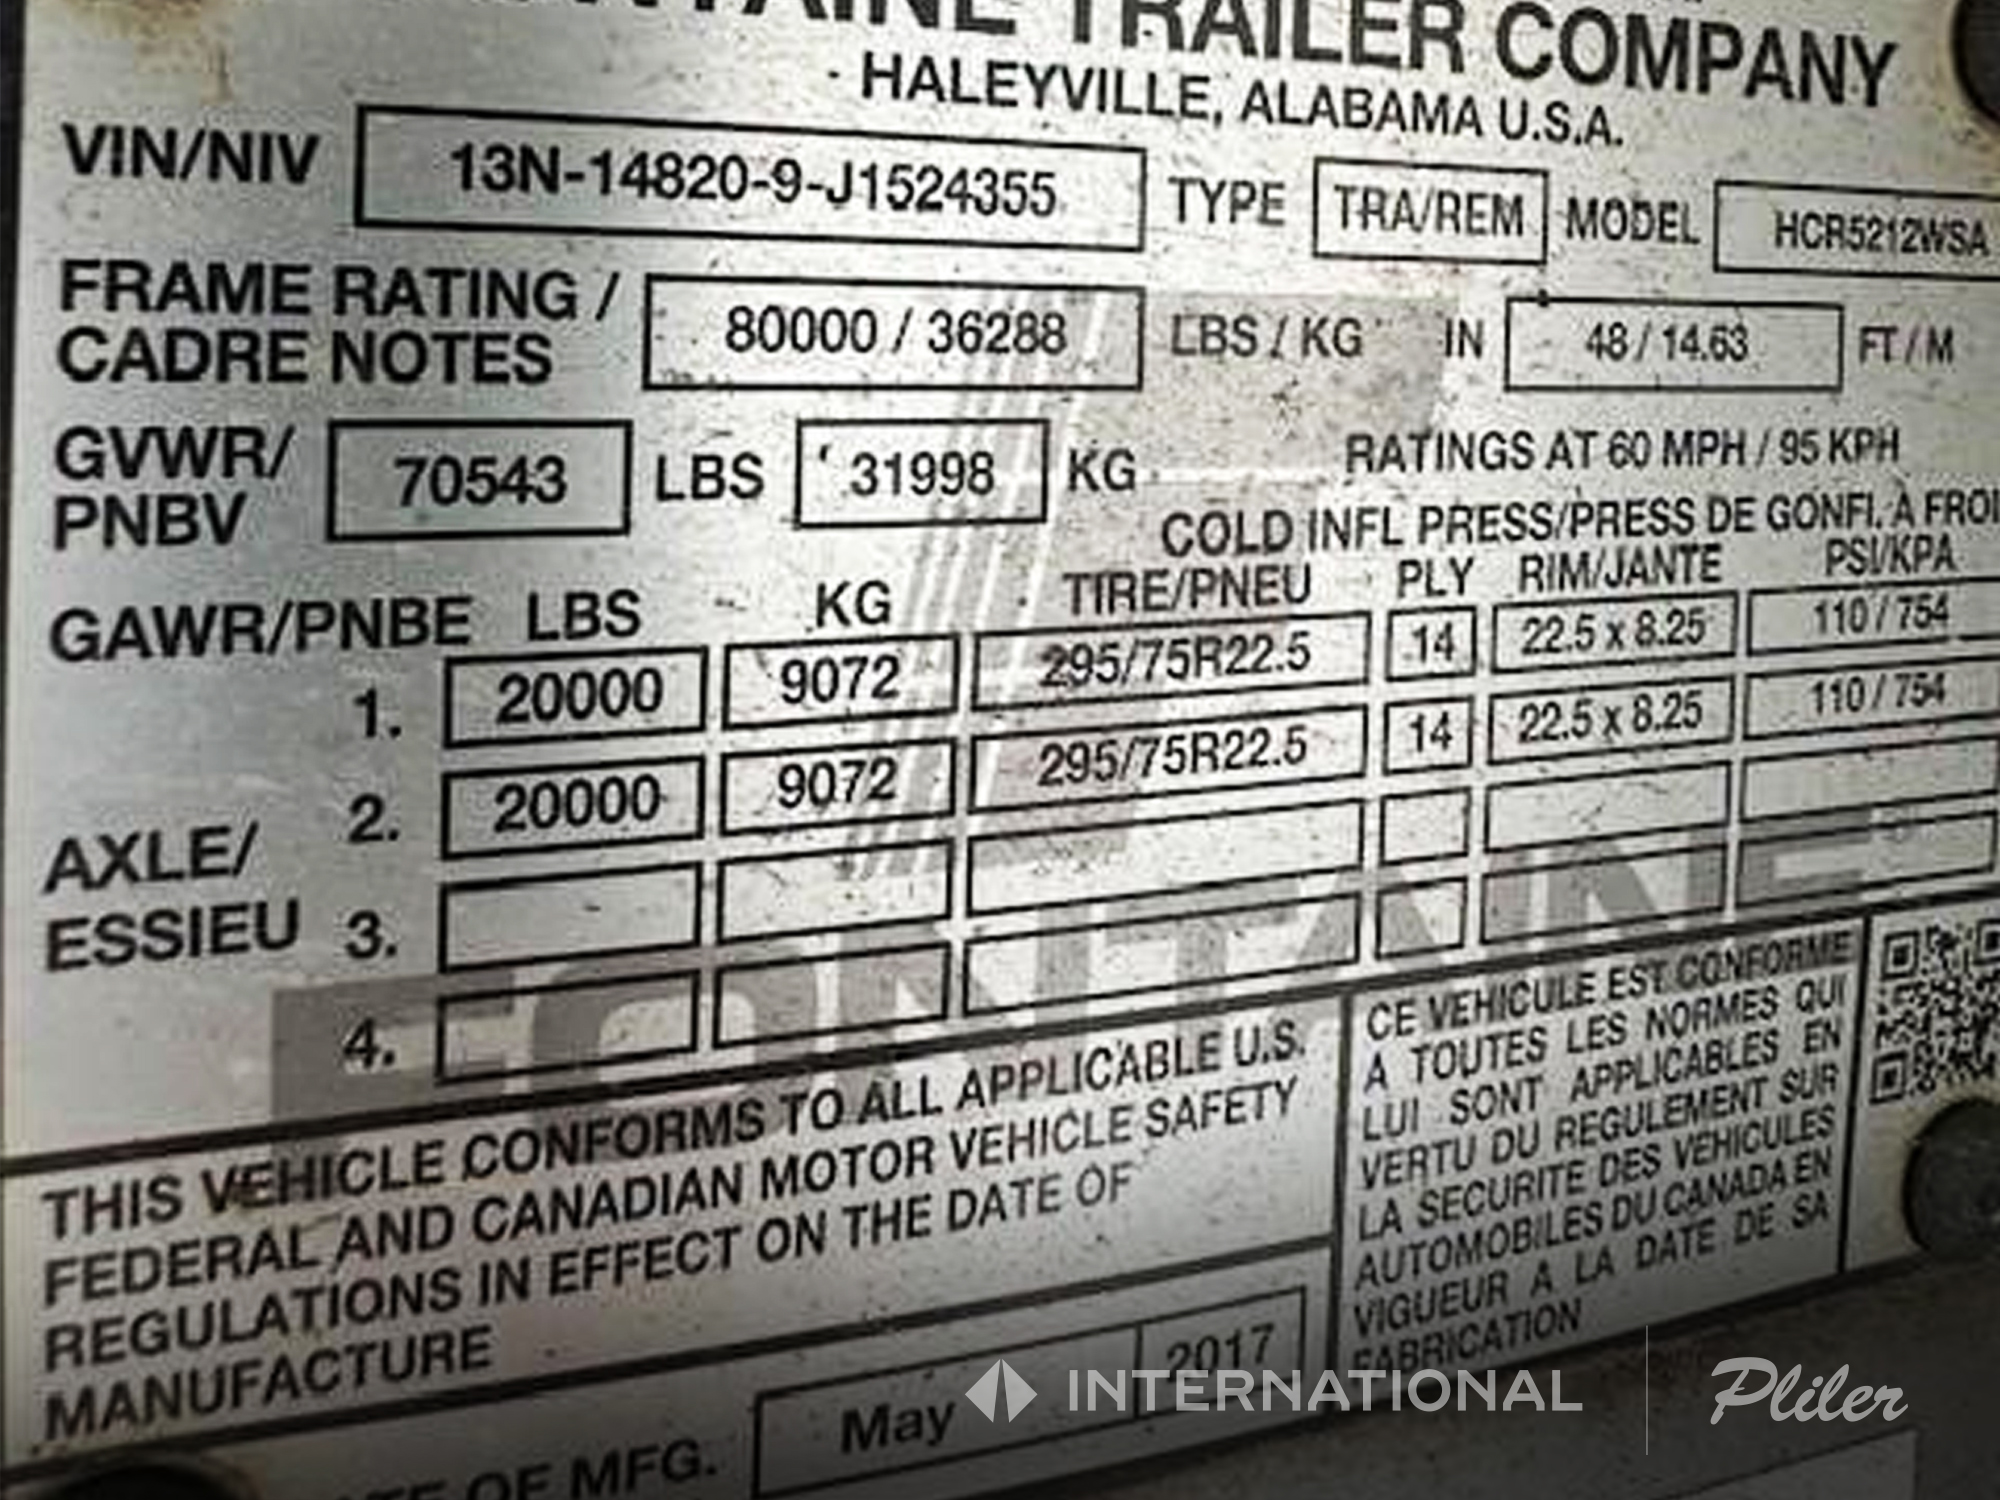 TRAILER COMPANY
HALEYVILLE, ALABAMA U.S.A.
VIN/NIV 13N-14820-9-J1524355 TYPE TRA/REM MODEL HCR5212WSA
FRAME RATING / CADRE NOTES 80000 / 36288 LBS / KG IN 48 / 14.63 FT / M
GVWR/ PNBV 70543 LBS 31998 KG RATINGS AT 60 MPH / 95 KPH
COLD INFL PRESS/PRESS DE GONFL. À
GAWR/PNBE LBS KG TIRE/PNEU PLY RIM/JANTE PSI/KPA
1. 20000 9072 295/75R22.5 14 22.5 x 8.25 110 / 754
2. 20000 9072 295/75R22.5 14 22.5 x 8.25 110 / 754
AXLE/ ESSIEU 3.
4.
FONTAINE
THIS VEHICLE CONFORMS TO ALL APPLICABLE U.S.
FEDERAL AND CANADIAN MOTOR VEHICLE SAFETY
REGULATIONS IN EFFECT ON THE DATE OF
MANUFACTURE
CE VEHICULE EST CONFORME
A TOUTES LES NORMES QUI
LUI SONT APPLICABLES EN
VERTU DU REGULEMENT SUR
LA SECURITE DES VEHICULES
AUTOMOBILES DU CANADA EN
VIGUEUR A LA DATE DE SA
FABRICATION
OF MFG. May 2017
INTERNATIONAL Pliler